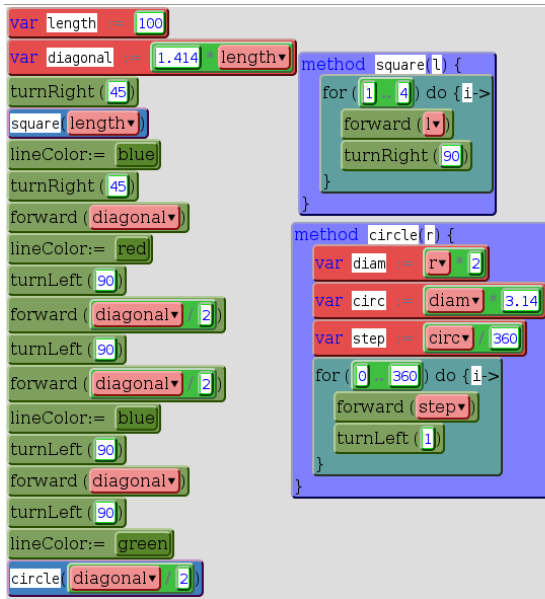 var length := 100
var diagonal := 1.414 * length▾
turnRight ( 45 )
square( length▾ )
lineColor:= blue
turnRight ( 45 )
forward ( diagonal▾ )
lineColor:= red
turnLeft ( 90 )
forward ( diagonal▾ / 2 )
turnLeft ( 90 )
forward ( diagonal▾ / 2 )
lineColor:= blue
turnLeft ( 90 )
forward ( diagonal▾ )
turnLeft ( 90 )
lineColor:= green
circle( diagonal▾ / 2 )
method square( l ) {
for ( 1 .. 4 ) do { i ->
forward ( l▾ )
turnRight ( 90 )
}
}
method circle( r ) {
var diam := r▾ * 2
var circ := diam▾ * 3.14
var step := circ▾ / 360
for ( 0 .. 360 ) do { i ->
forward ( step▾ )
turnLeft ( 1 )
}
}